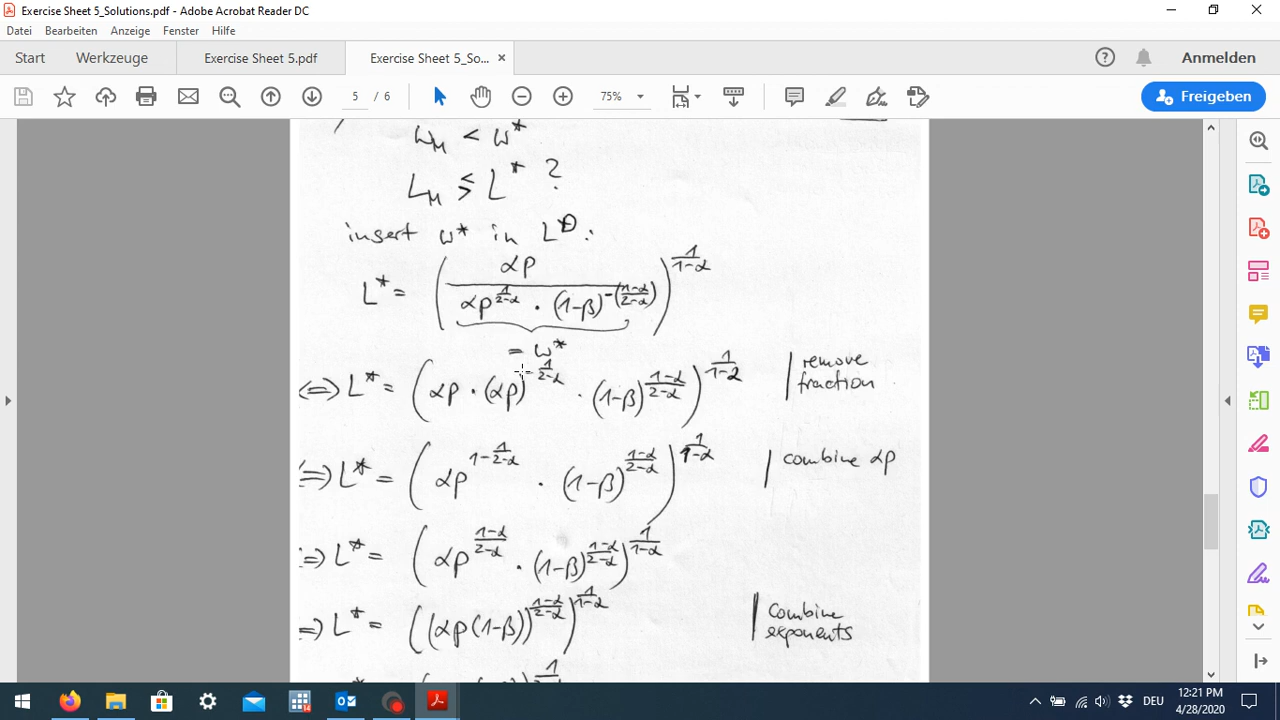 Exercise Sheet 5_Solutions.pdf - Adobe Acrobat Reader DC
Datei Bearbeiten Anzeige Fenster Hilfe
Start Werkzeuge Exercise Sheet 5.pdf Exercise Sheet 5_So... × Anmelden
5 / 6 75% Freigeben
w_M < w*
L_M ≶ L* ?
insert w* in L^D :
L* = ( αp / ( αp^(1/(2-α)) · (1-β)^(-((1-α)/(2-α))) ) )^(1/(1-α))
= w*
⇔ L* = ( αp · (αp)^(-1/(2-α)) · (1-β)^((1-α)/(2-α)) )^(1/(1-α)) | remove fraction
⇔ L* = ( αp^(1-1/(2-α)) · (1-β)^((1-α)/(2-α)) )^(1/(1-α)) | combine αp
⇒ L* = ( αp^((1-α)/(2-α)) · (1-β)^((1-α)/(2-α)) )^(1/(1-α))
⇒ L* = ( (αp(1-β))^((1-α)/(2-α)) )^(1/(1-α)) | combine exponents
DEU 12:21 PM
4/28/2020